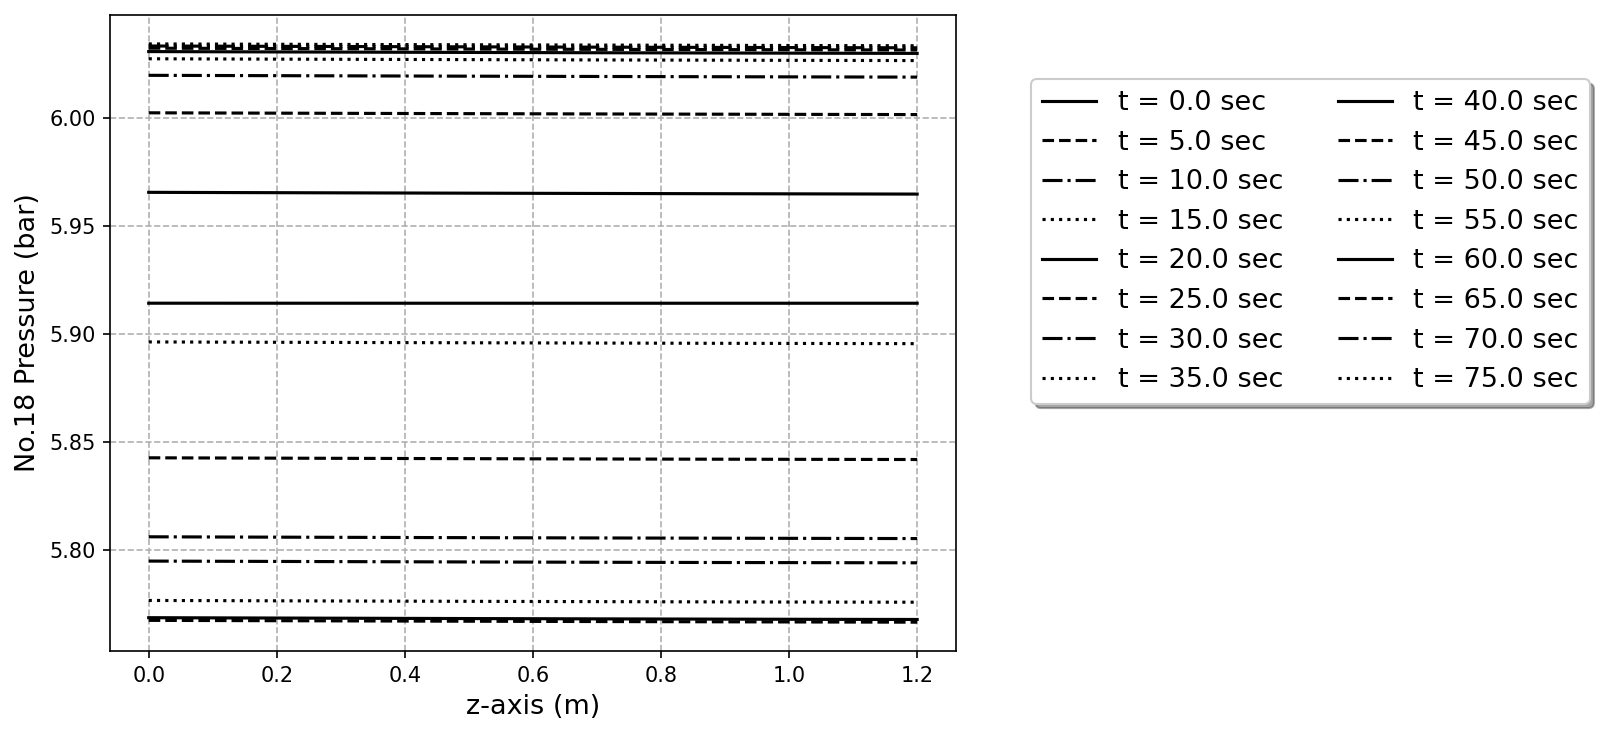 6.00
5.95
5.90
5.85
5.80
No.18 Pressure (bar)
0.0 0.2 0.4 0.6 0.8 1.0 1.2
z-axis (m)
t = 0.0 sec
t = 5.0 sec
t = 10.0 sec
t = 15.0 sec
t = 20.0 sec
t = 25.0 sec
t = 30.0 sec
t = 35.0 sec
t = 40.0 sec
t = 45.0 sec
t = 50.0 sec
t = 55.0 sec
t = 60.0 sec
t = 65.0 sec
t = 70.0 sec
t = 75.0 sec